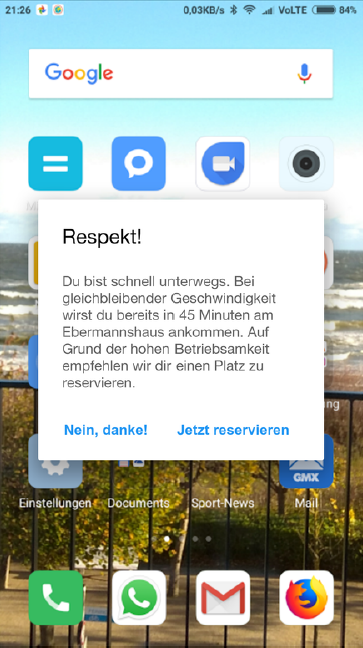 21:26 0,03KB/s VoLTE 84%
Google
Respekt!
Du bist schnell unterwegs. Bei
gleichbleibender Geschwindigkeit
wirst du bereits in 45 Minuten am
Ebermannshaus ankommen. Auf
Grund der hohen Betriebsamkeit
empfehlen wir dir einen Platz zu
reservieren.
Nein, danke! Jetzt reservieren
GMX
Einstellungen Documents Sport-News Mail